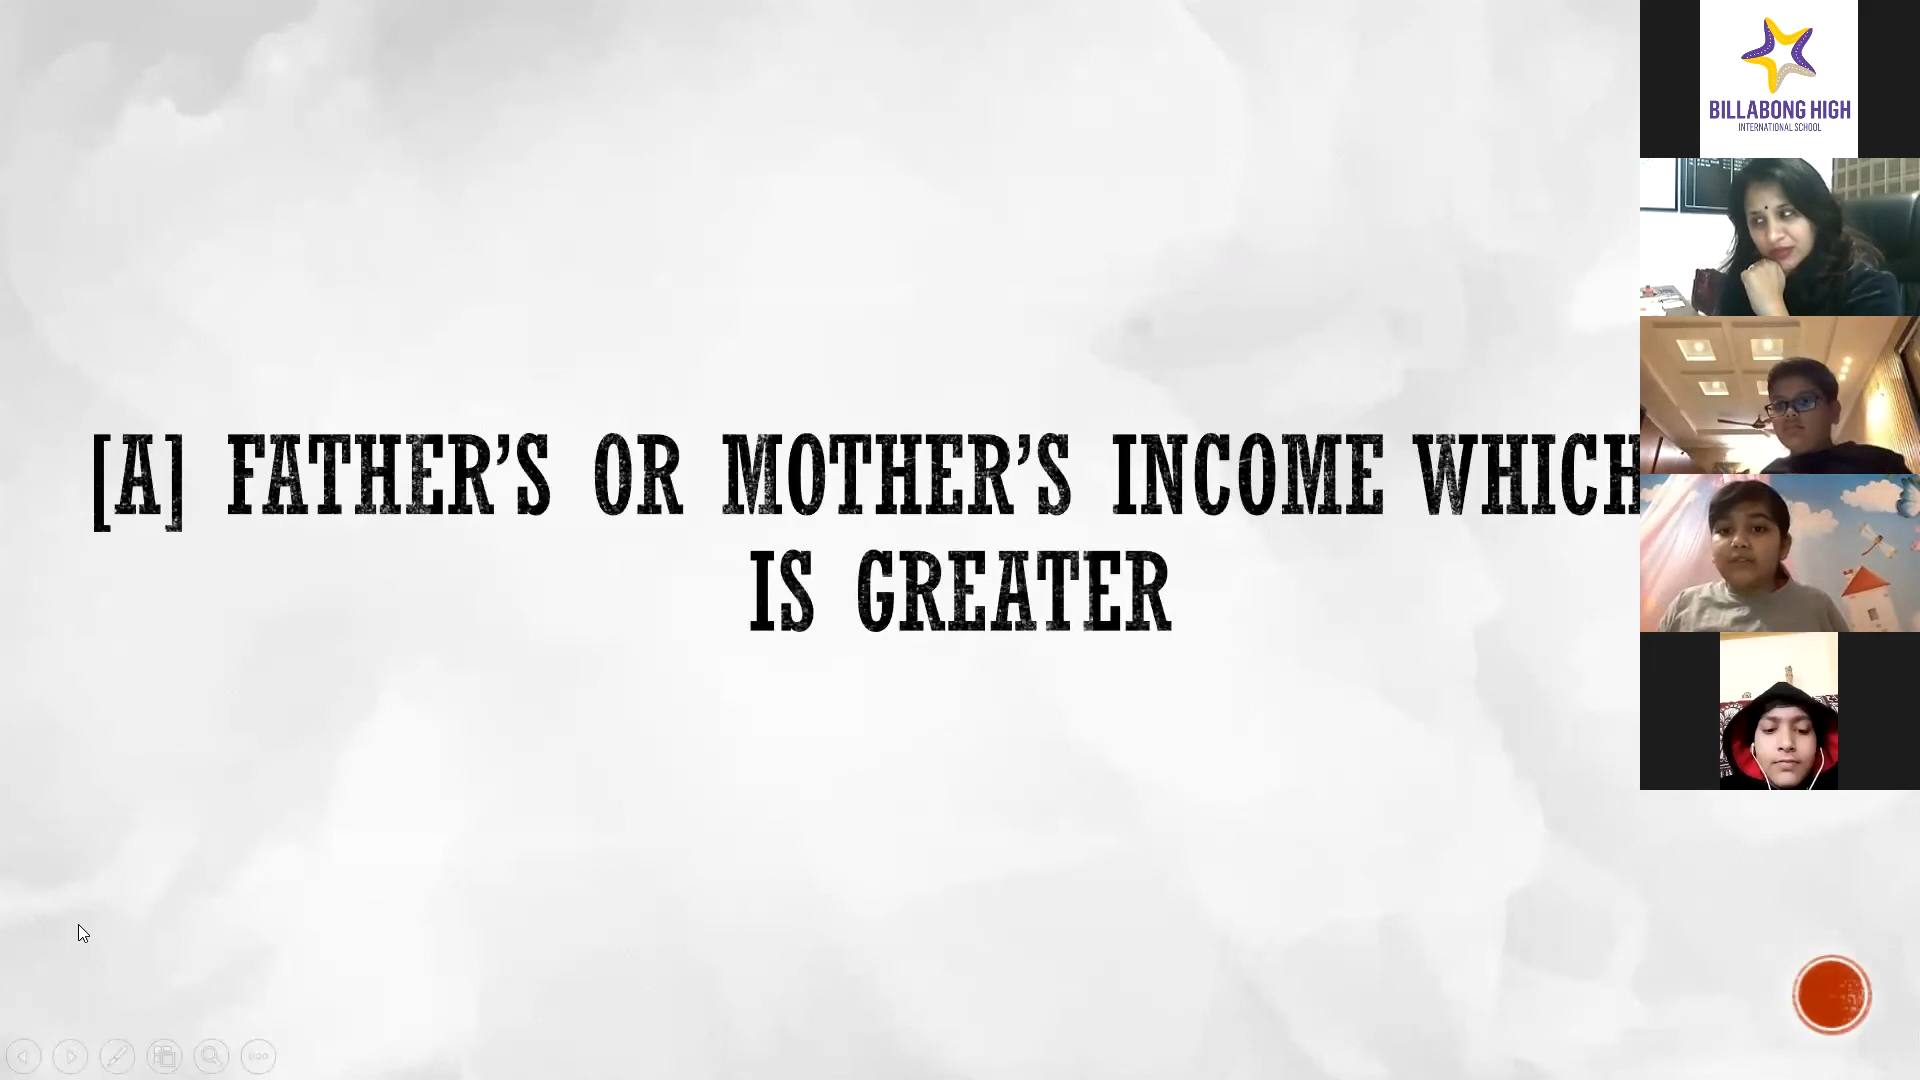 [A] FATHER’S OR MOTHER’S INCOME WHICH
IS GREATER
BILLABONG HIGH
INTERNATIONAL SCHOOL